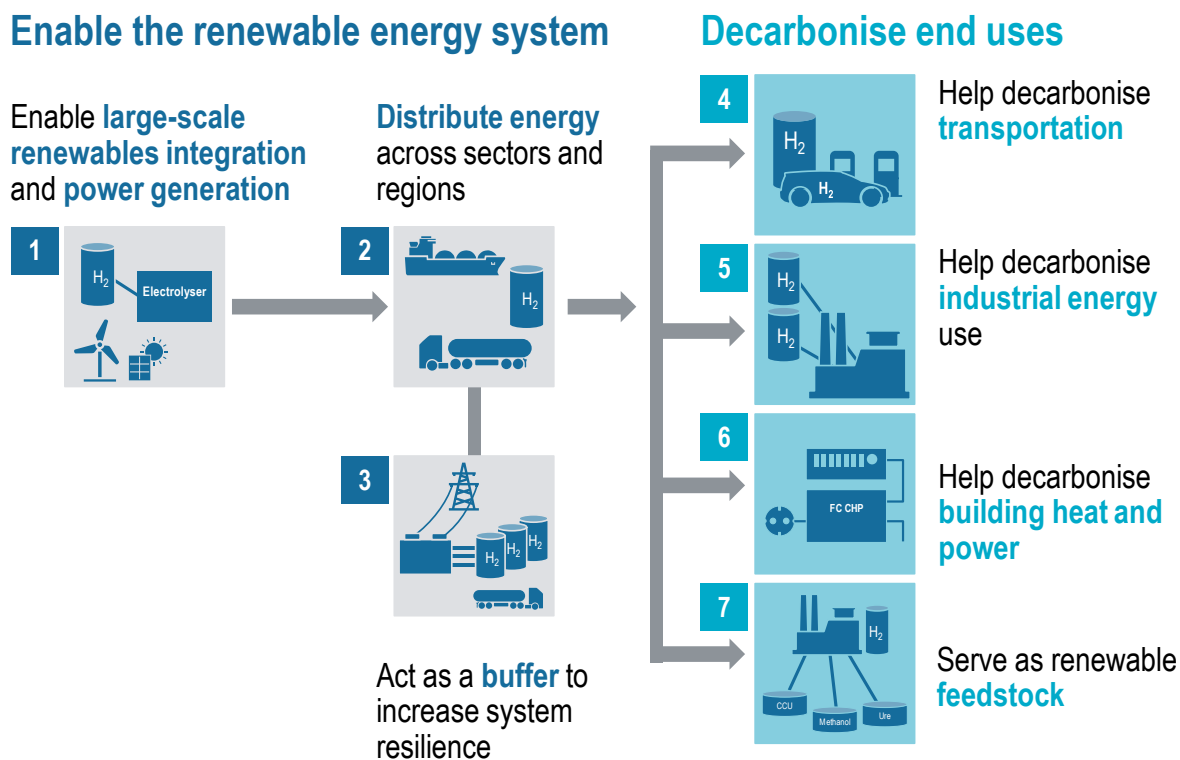 Enable the renewable energy system
Enable large-scale
renewables integration
and power generation
1
H2
Electrolyser
Distribute energy
across sectors and
regions
2
H2
3
H2
H2
H2
Act as a buffer to
increase system
resilience
Decarbonise end uses
4
H2
H2
Help decarbonise
transportation
5
H2
H2
Help decarbonise
industrial energy
use
6
FC CHP
Help decarbonise
building heat and
power
7
H2
CCU
Methanol
Ure
Serve as renewable
feedstock